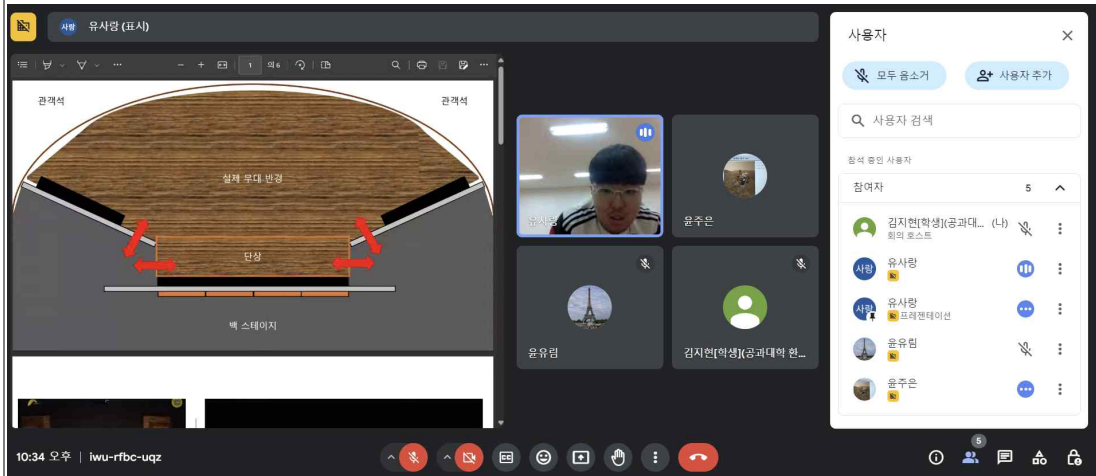 사랑 유사랑 (표시)
1 의 6
관객석
관객석
실제 무대 반경
단상
백 스테이지
유사랑
윤주은
윤유림
김지현[학생](공과대학 환...
사용자
모두 음소거
사용자 추가
사용자 검색
참석 중인 사용자
참여자 5
김지현[학생](공과대... (나)
회의 호스트
사랑 유사랑
사랑 유사랑
프레젠테이션
윤유림
윤주은
10:34 오후 | iwu-rfbc-uqz
CC
5